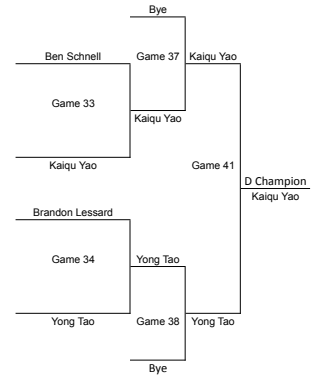 Bye
Ben Schnell
Game 37
Kaiqu Yao
Game 33
Kaiqu Yao
Kaiqu Yao
Game 41
D Champion
Kaiqu Yao
Brandon Lessard
Game 34
Yong Tao
Yong Tao
Game 38
Yong Tao
Bye